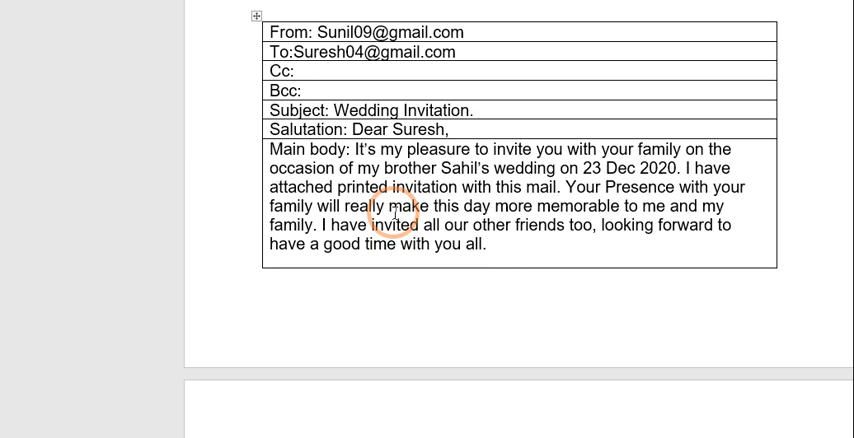 From: Sunil09@gmail.com
To:Suresh04@gmail.com
Cc:
Bcc:
Subject: Wedding Invitation.
Salutation: Dear Suresh,
Main body: It’s my pleasure to invite you with your family on the
occasion of my brother Sahil’s wedding on 23 Dec 2020. I have
attached printed invitation with this mail. Your Presence with your
family will really make this day more memorable to me and my
family. I have invited all our other friends too, looking forward to
have a good time with you all.